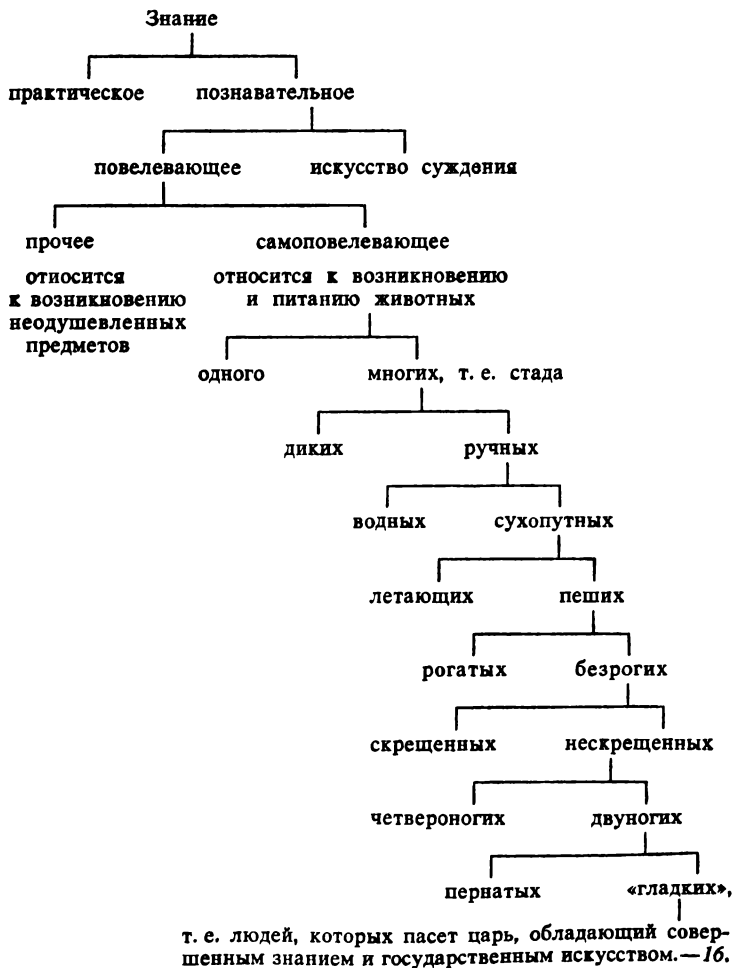 Знание
практическое познавательное
повелевающее искусство суждения
прочее самоповелевающее
относится относится к возникновению
к возникновению и питанию животных
неодушевленных
предметов
одного многих, т. е. стада
диких ручных
водных сухопутных
летающих пеших
рогатых безрогих
скрещенных нескрещенных
четвероногих двуногих
пернатых «гладких»,
т. е. людей, которых пасет царь, обладающий совер-
шенным знанием и государственным искусством.—16.